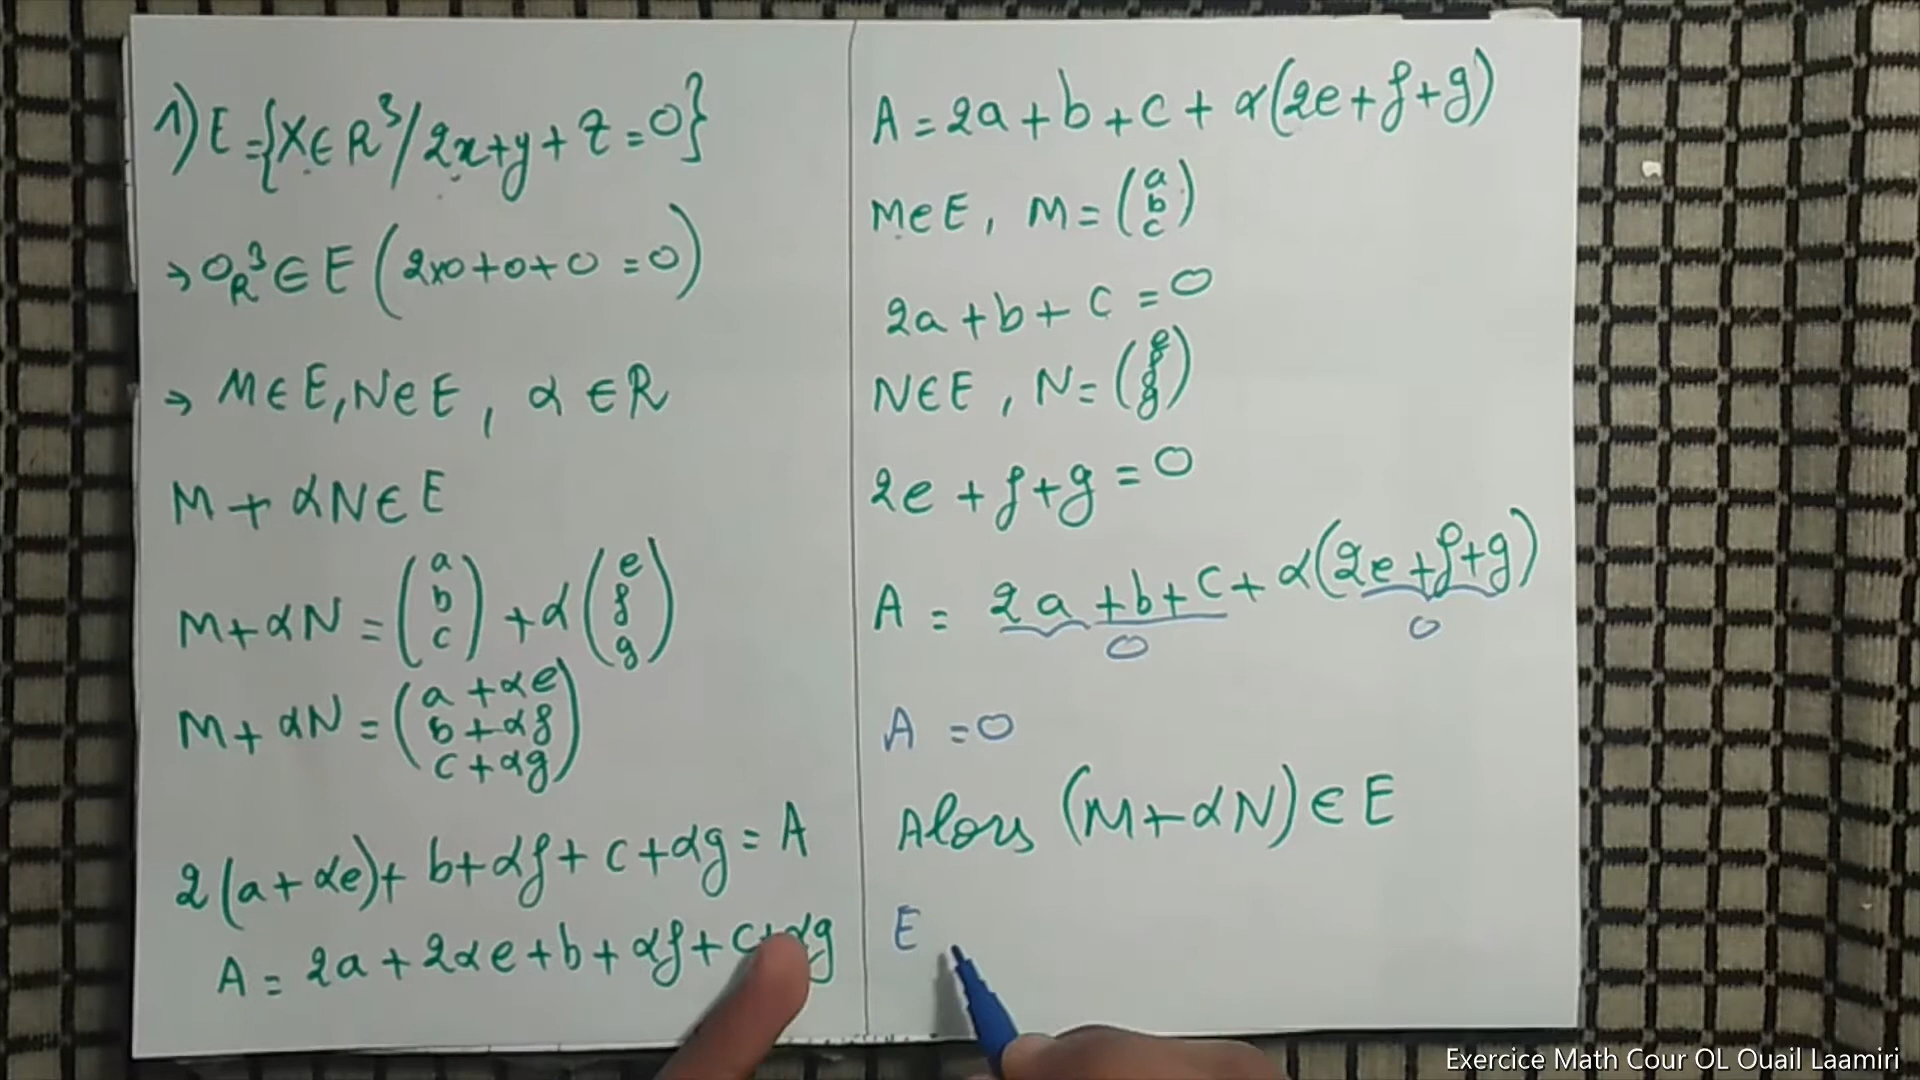 1) E={X∈R³/2x+y+z=0}
→ 0R³∈E (2×0+0+0=0)
→ M∈E, N∈E, α∈R
M+αN∈E
M+αN = (a b c) + α(e f g)
M+αN = (a+αe b+αf c+αg)
2(a+αe)+b+αf+c+αg=A
A=2a+2αe+b+αf+c+αg
A=2a+b+c+α(2e+f+g)
M∈E, M=(a b c)
2a+b+c=0
N∈E, N=(e f g)
2e+f+g=0
A=2a+b+c+α(2e+f+g)
0 0
A=0
Alors (M+αN)∈E
E
Exercice Math Cour OL Ouail Laamiri